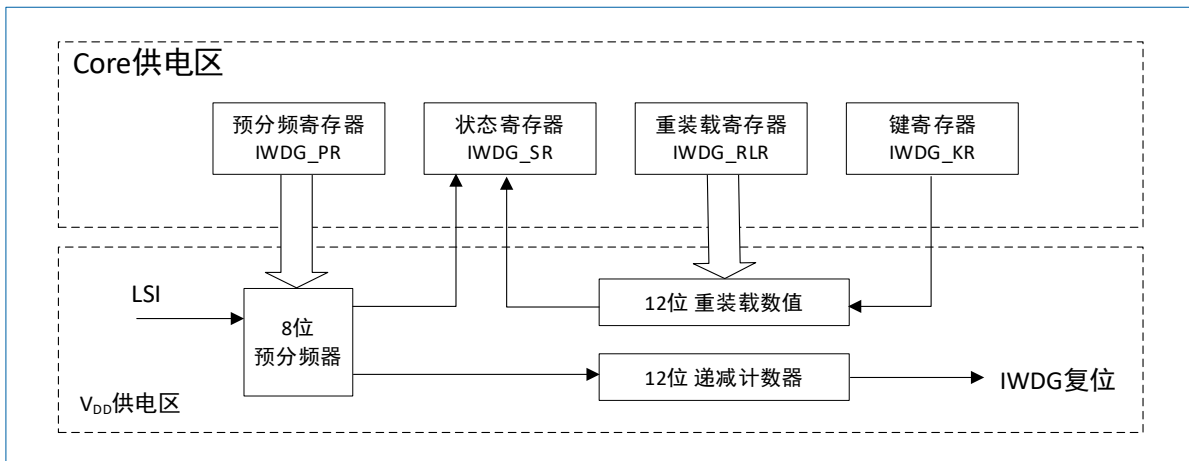 Core供电区
预分频寄存器
IWDG_PR
状态寄存器
IWDG_SR
重装载寄存器
IWDG_RLR
键寄存器
IWDG_KR
LSI
8位
预分频器
12位 重装载数值
12位 递减计数器
IWDG复位
VDD供电区